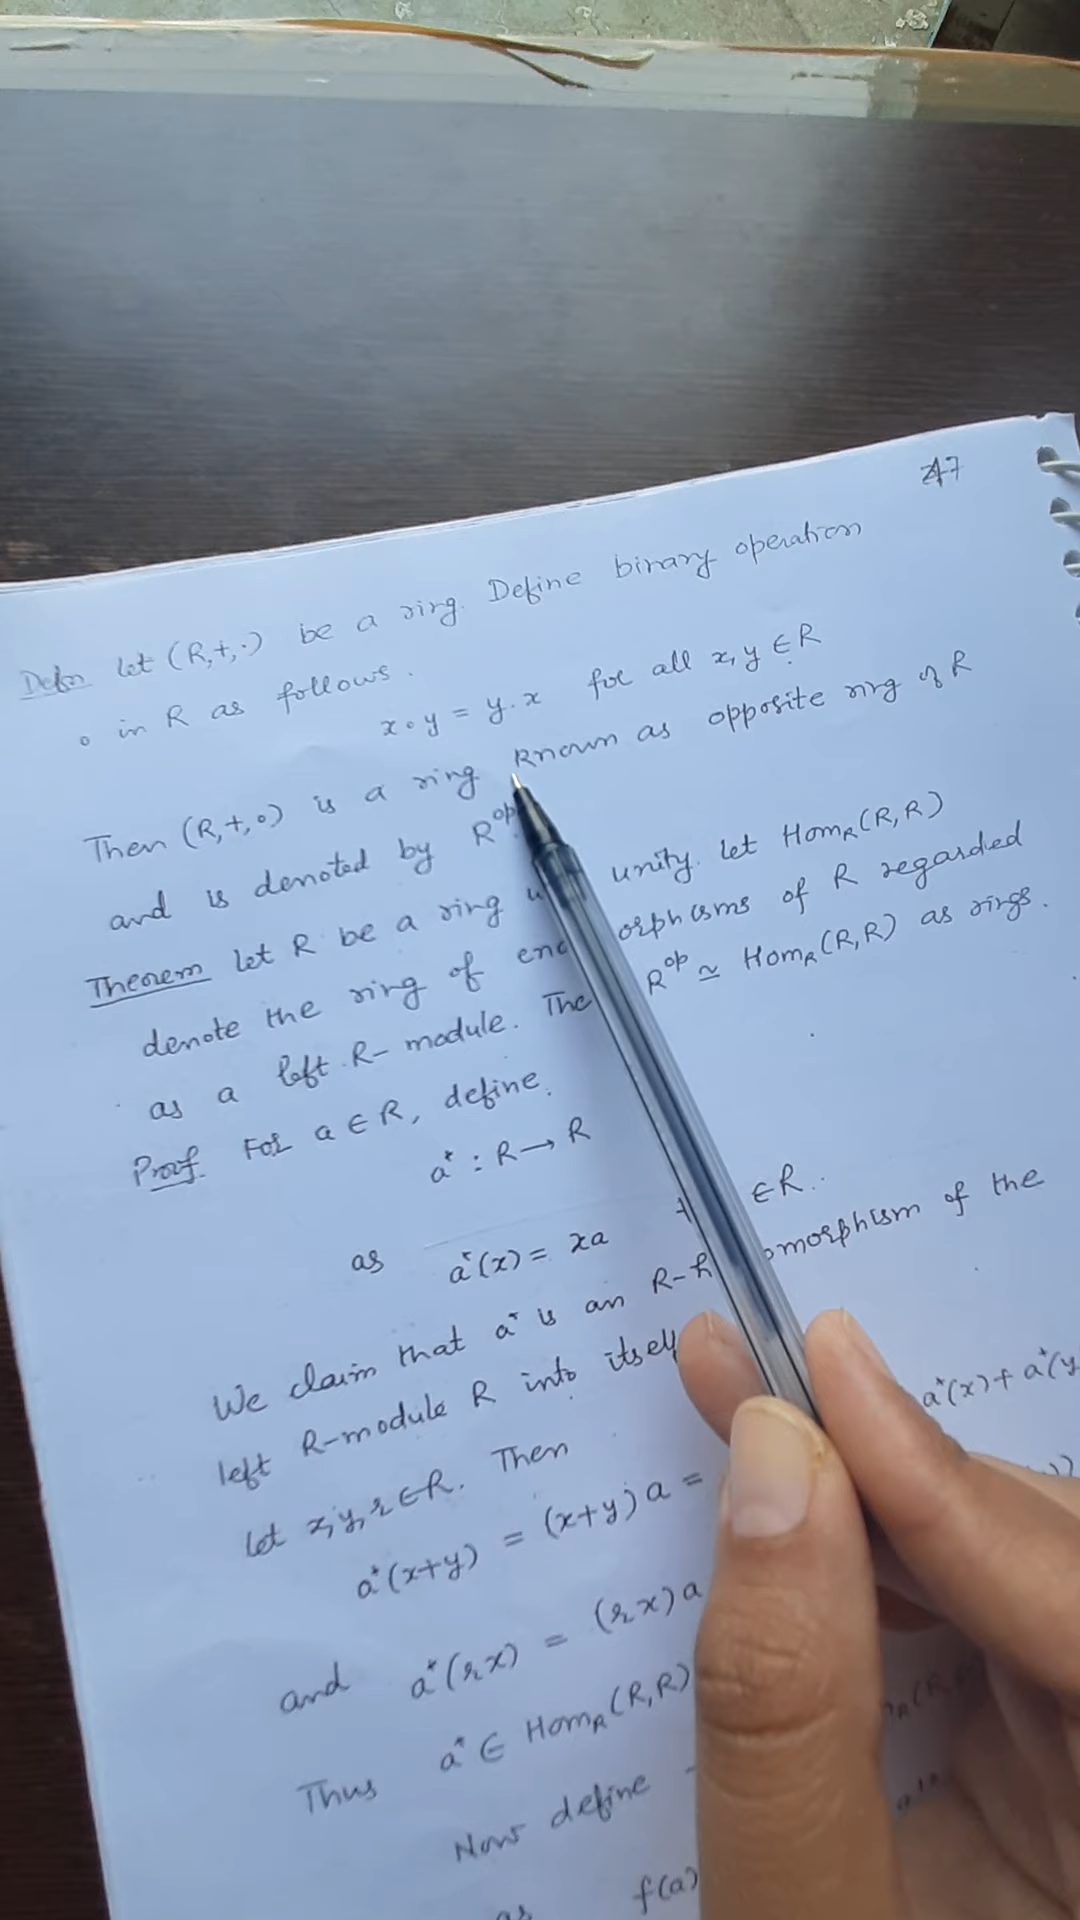 47
Defn Let (R,+,·) be a ring. Define binary operation
∘ in R as follows.
x∘y = y·x for all x, y ∈ R
Then (R,+,∘) is a ring known as opposite ring of R
and is denoted by R^op.
Theorem Let R be a ring unity. Let Hom_R(R,R)
denote the ring of endomorphisms of R regarded
as a left R-module. The R^op ≃ Hom_R(R,R) as rings.
Proof. For a ∈ R, define.
a* : R → R
as a*(x) = xa ∈ R.
We claim that a* is an R-homomorphism of the
left R-module R into itself
Let x, y, r ∈ R. Then
a*(x+y) = (x+y)a = a*(x) + a*(y
and a*(rx) = (rx)a
Thus a* ∈ Hom_R(R,R)
Now define
as f(a)